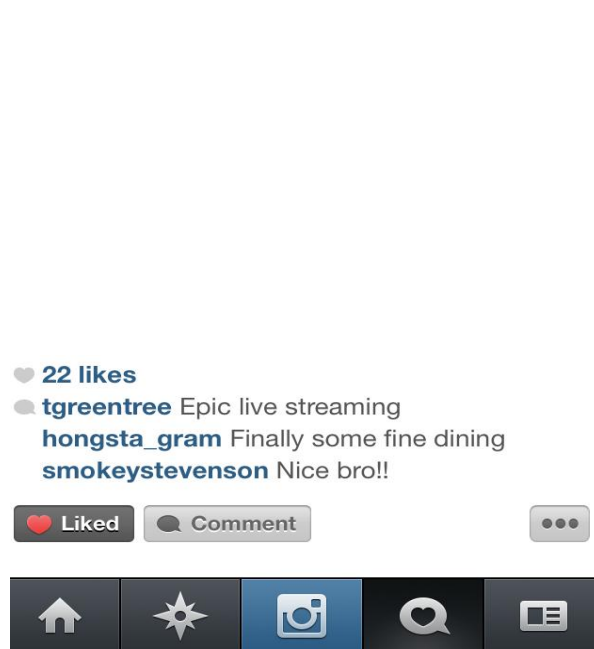 22 likes
tgreentree Epic live streaming
hongsta_gram Finally some fine dining
smokeystevenson Nice bro!!
Liked Comment